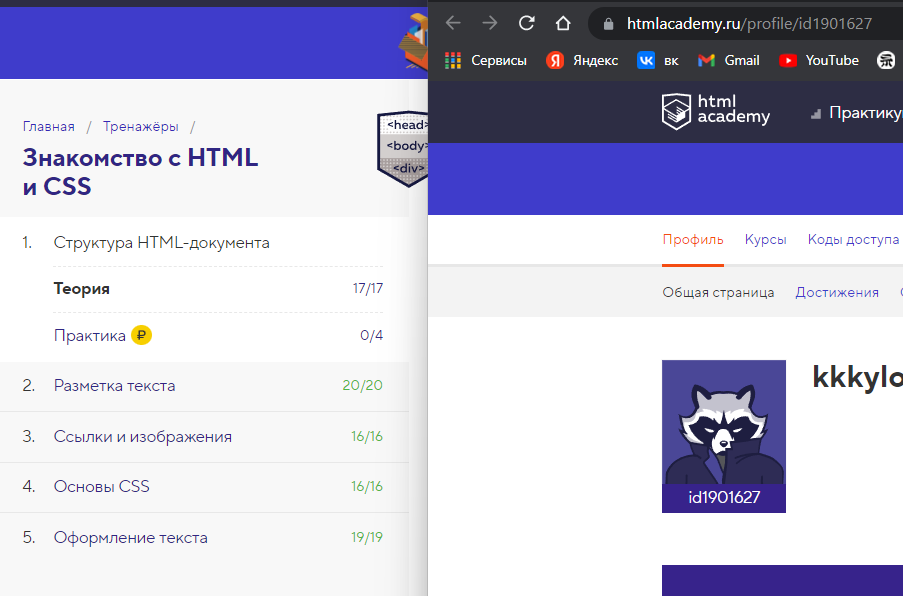 Главная / Тренажёры /
Знакомство с HTML
и CSS
<head>
<body>
<div>
1. Структура HTML-документа
Теория 17/17
Практика ₽ 0/4
2. Разметка текста 20/20
3. Ссылки и изображения 16/16
4. Основы CSS 16/16
5. Оформление текста 19/19
htmlacademy.ru/profile/id1901627
Сервисы Я Яндекс вк Gmail YouTube
html
academy
Практику
Профиль Курсы Коды доступа
Общая страница Достижения
kkkylo
id1901627